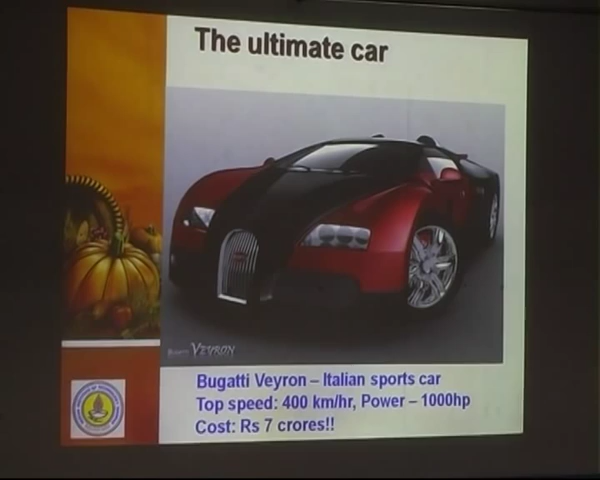 The ultimate car
VEYRON
Bugatti Veyron – Italian sports car
Top speed: 400 km/hr, Power – 1000hp
Cost: Rs 7 crores!!